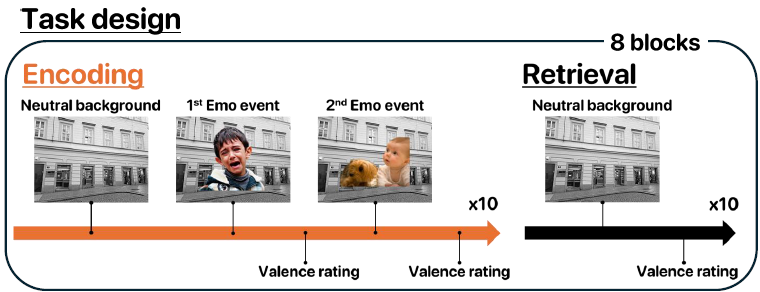 Task design
8 blocks
Encoding
Retrieval
Neutral background
1st Emo event
2nd Emo event
Neutral background
x10
x10
Valence rating
Valence rating
Valence rating